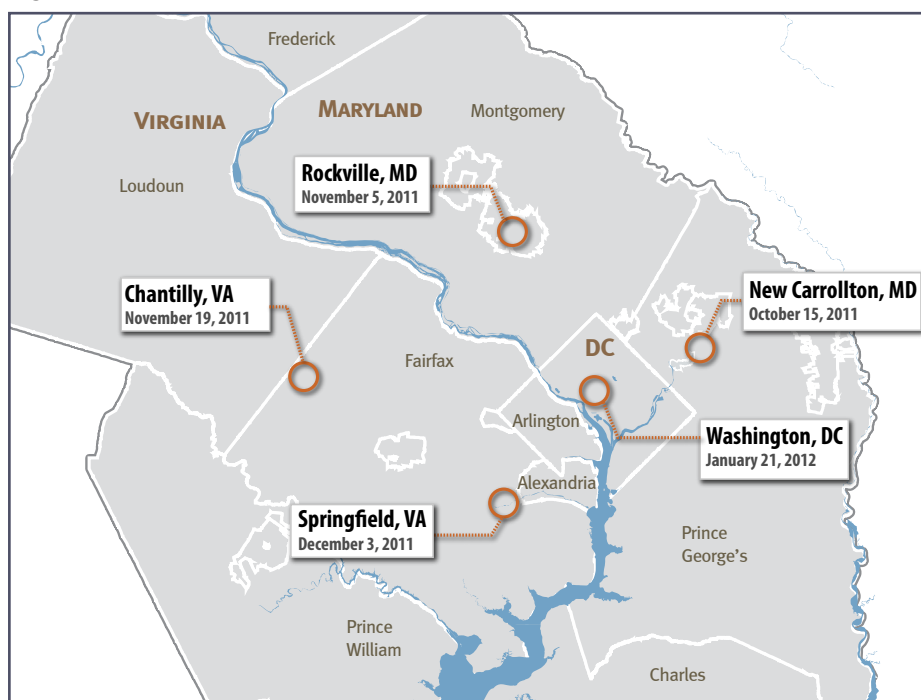 Frederick
VIRGINIA
MARYLAND
Montgomery
Loudoun
Rockville, MD
November 5, 2011
Chantilly, VA
November 19, 2011
New Carrollton, MD
October 15, 2011
Fairfax
DC
Arlington
Washington, DC
January 21, 2012
Alexandria
Springfield, VA
December 3, 2011
Prince
George's
Prince
William
Charles